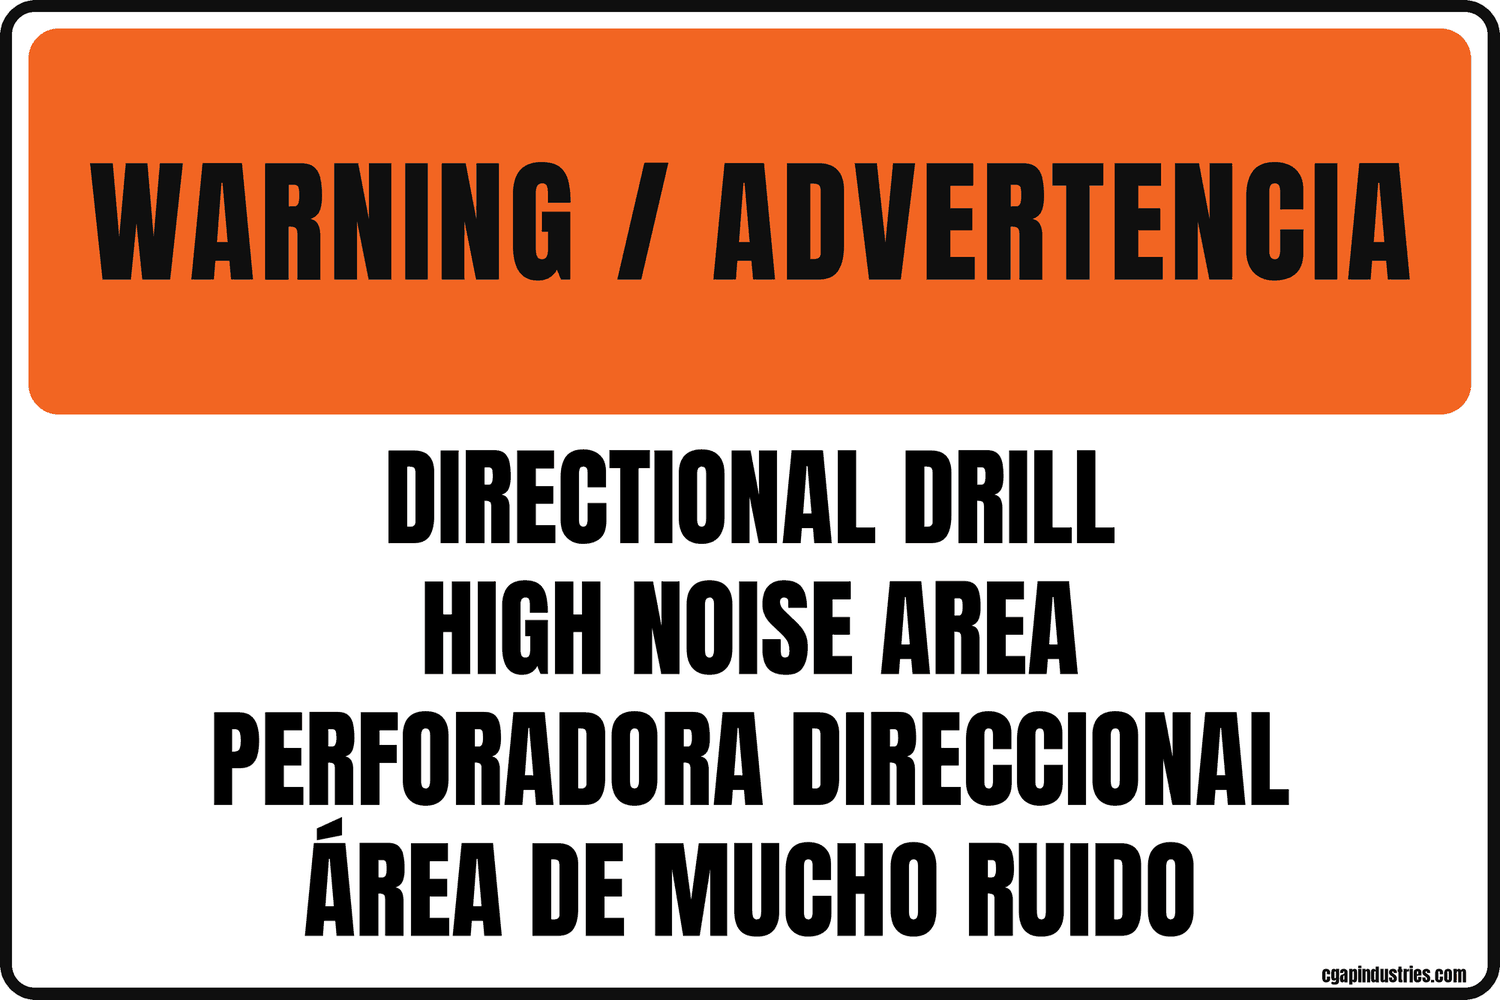 WARNING / ADVERTENCIA
DIRECTIONAL DRILL
HIGH NOISE AREA
PERFORADORA DIRECCIONAL
ÁREA DE MUCHO RUIDO
cgapindustries.com